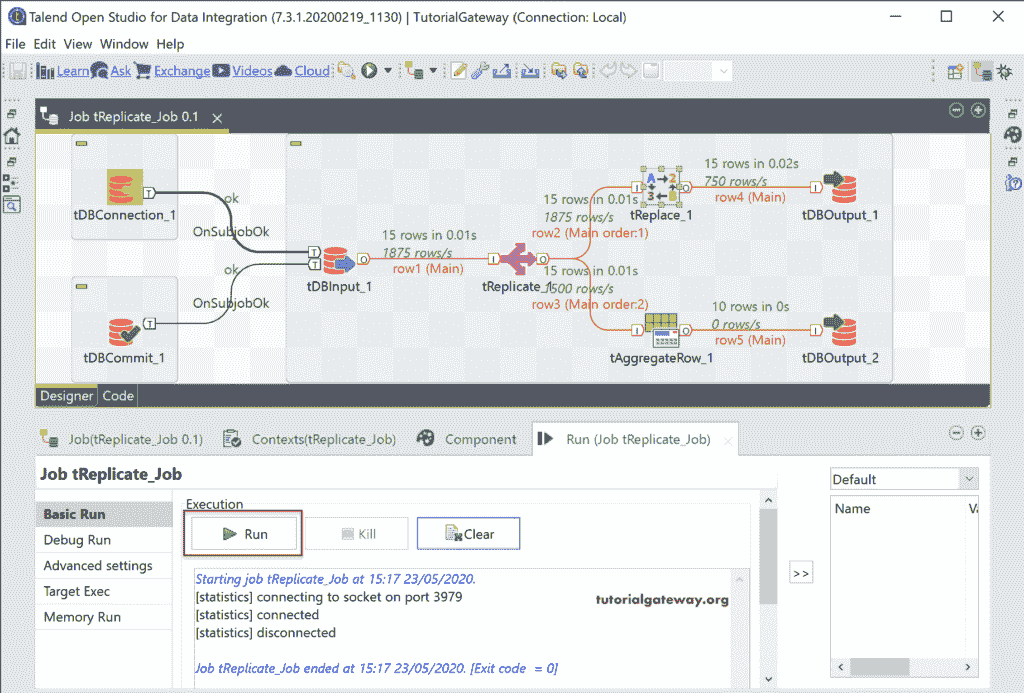 Talend Open Studio for Data Integration (7.3.1.20200219_1130) | TutorialGateway (Connection: Local)
File Edit View Window Help
Learn Ask Exchange Videos Cloud
Job tReplicate_Job 0.1
tDBConnection_1
ok
OnSubjobOk
ok
OnSubjobOk
tDBCommit_1
T
T
T
T
tDBInput_1
O
15 rows in 0.01s
1875 rows/s
row1 (Main)
I
O
tReplicate_1
15 rows in 0.01s
1875 rows/s
row2 (Main order:1)
15 rows in 0.01s
1500 rows/s
row3 (Main order:2)
I
O
tReplace_1
15 rows in 0.02s
750 rows/s
row4 (Main)
I
tDBOutput_1
I
O
tAggregateRow_1
10 rows in 0s
0 rows/s
row5 (Main)
I
tDBOutput_2
Designer Code
Job(tReplicate_Job 0.1) Contexts(tReplicate_Job) Component Run (Job tReplicate_Job)
Job tReplicate_Job
Basic Run
Debug Run
Advanced settings
Target Exec
Memory Run
Execution
Run Kill Clear
Starting job tReplicate_Job at 15:17 23/05/2020.
[statistics] connecting to socket on port 3979
[statistics] connected
[statistics] disconnected
Job tReplicate_Job ended at 15:17 23/05/2020. [Exit code = 0]
tutorialgateway.org
>>
Default
Name